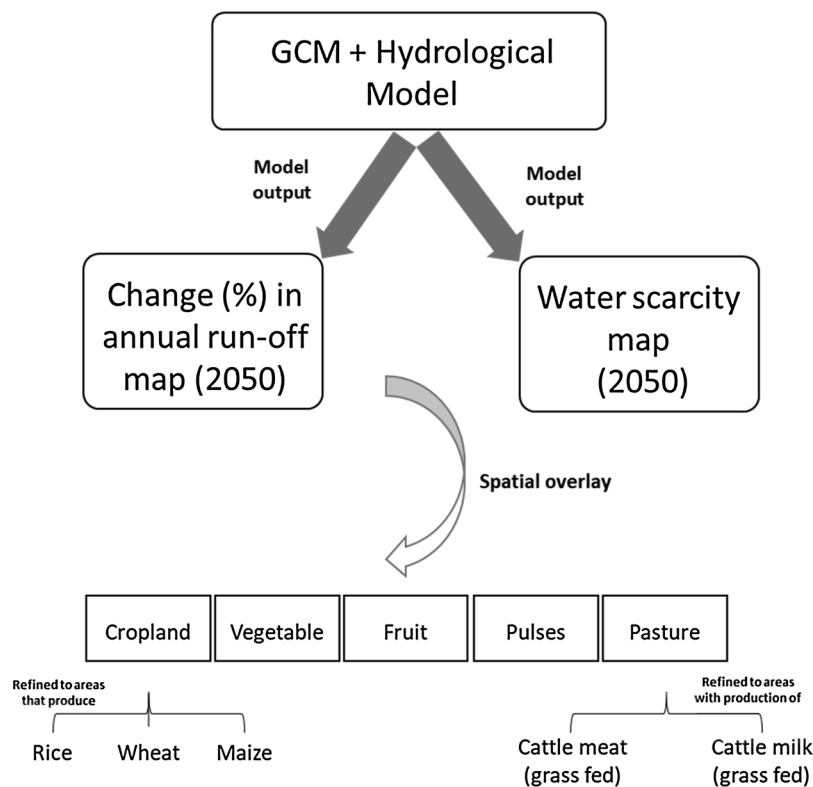 GCM + Hydrological
Model
Model
output
Model
output
Change (%) in
annual run-off
map (2050)
Water scarcity
map
(2050)
Spatial overlay
Cropland
Vegetable
Fruit
Pulses
Pasture
Refined to areas
that produce
Refined to areas
with production of
Rice
Wheat
Maize
Cattle meat
(grass fed)
Cattle milk
(grass fed)